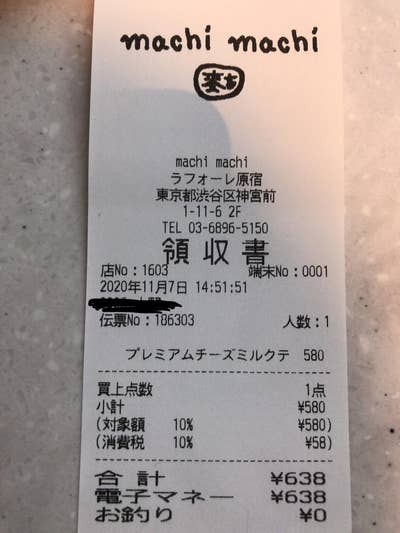 machi machi
麥吉
machi machi
ラフォーレ原宿
東京都渋谷区神宮前
1-11-6 2F
TEL 03-6896-5150
領収書
店No：1603 端末No：0001
2020年11月7日 14:51:51
伝票No：186303 人数：1
プレミアムチーズミルクテ 580
買上点数 1点
小計 ¥580
(対象額 10% ¥580)
(消費税 10% ¥58)
合計 ¥638
電子マネー ¥638
お釣り ¥0